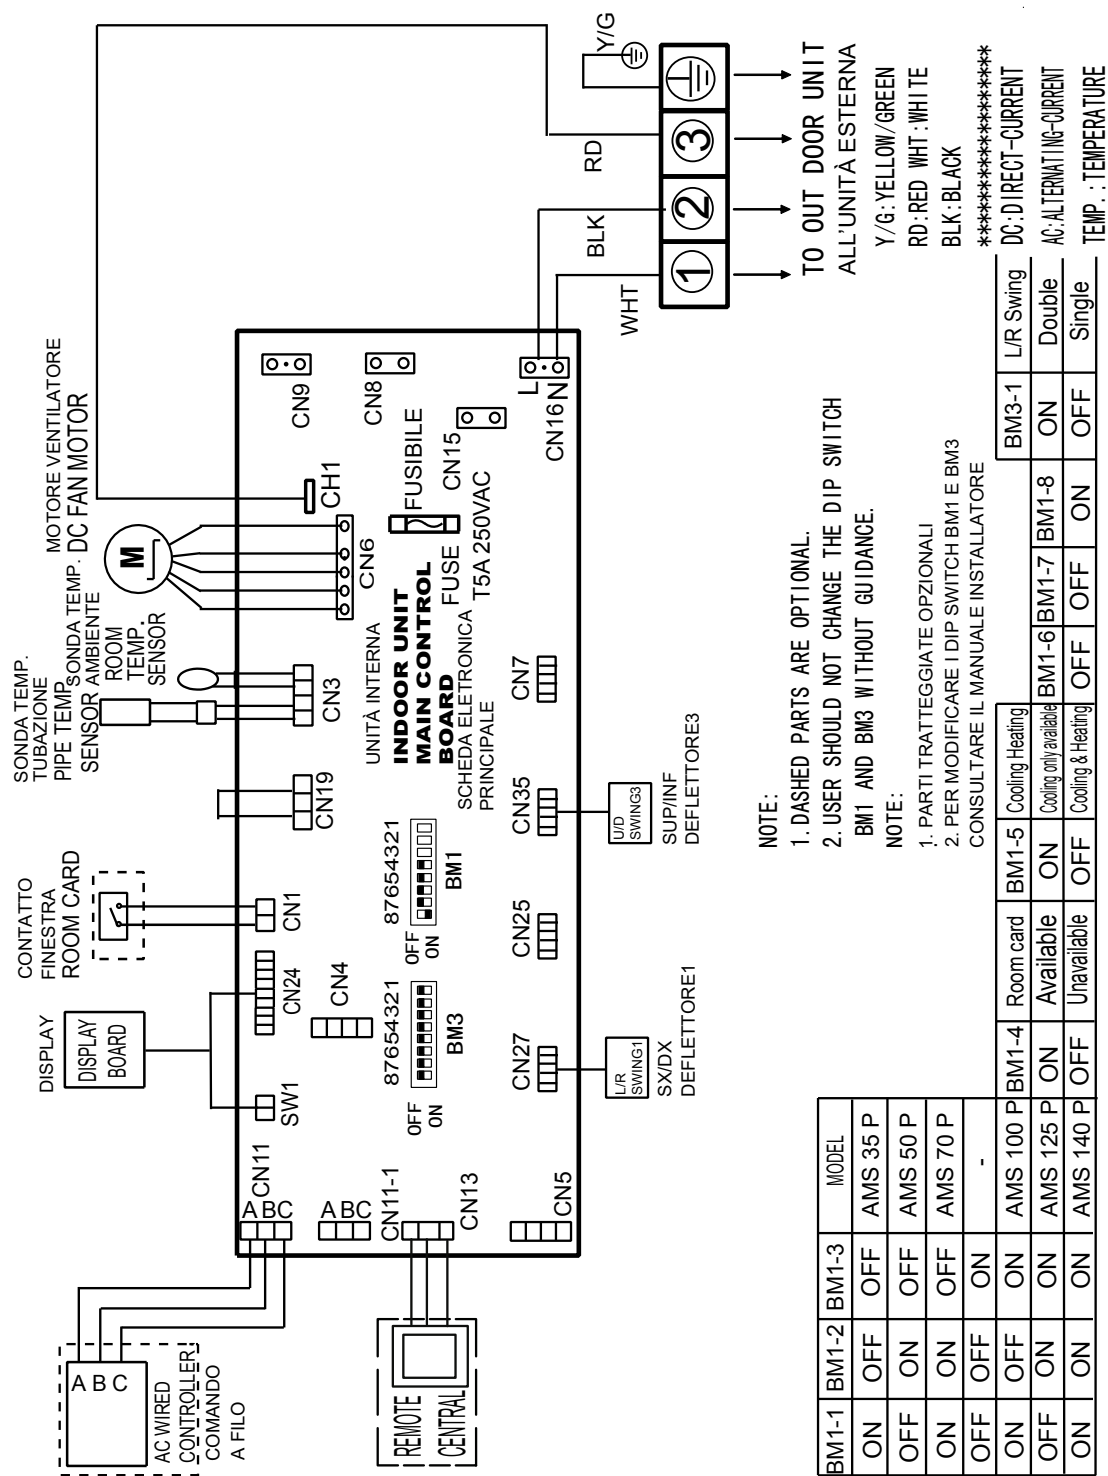 AC WIRED
CONTROLLER
COMANDO
A FILO
A B C
REMOTE
CENTRAL
DISPLAY
DISPLAY
BOARD
CONTATTO
FINESTRA
ROOM CARD
SONDA TEMP.
TUBAZIONE
PIPE TEMP.
SENSOR
SONDA TEMP.
AMBIENTE
ROOM
TEMP.
SENSOR
MOTORE VENTILATORE
DC FAN MOTOR
M
CN11
A B C
A B C
CN11-1
CN13
CN5
SW1
CN24
CN4
CN1
CN19
CN3
CN6
CH1
CN9
CN8
CN15
L
N
CN16
87654321
OFF
ON
BM3
87654321
OFF
ON
BM1
UNITÀ INTERNA
INDOOR UNIT
MAIN CONTROL
BOARD
SCHEDA ELETRONICA
PRINCIPALE
FUSIBILE
FUSE
T5A 250VAC
CN27
CN25
CN35
CN7
L/R
SWING1
SX/DX
DEFLETTORE1
U/D
SWING3
SUP/INF
DEFLETTORE3
WHT
BLK
RD
Y/G
1
2
3
TO OUT DOOR UNIT
ALL'UNITÀ ESTERNA
Y/G:YELLOW/GREEN
RD:RED WHT:WHITE
BLK:BLACK
********************
DC:DIRECT-CURRENT
AC:ALTERNATING-CURRENT
TEMP.:TEMPERATURE
NOTE:
1. DASHED PARTS ARE OPTIONAL.
2. USER SHOULD NOT CHANGE THE DIP SWITCH
BM1 AND BM3 WITHOUT GUIDANCE.
NOTE:
1. PARTI TRATTEGGIATE OPZIONALI
2. PER MODIFICARE I DIP SWITCH BM1 E BM3
CONSULTARE IL MANUALE INSTALLATORE
BM1-1 BM1-2 BM1-3 MODEL
ON OFF OFF AMS 35 P
OFF ON OFF AMS 50 P
ON ON OFF AMS 70 P
OFF OFF ON -
ON OFF ON AMS 100 P
OFF ON ON AMS 125 P
ON ON ON AMS 140 P
BM1-4 Room card
ON Available
OFF Unavailable
BM1-5 Cooling Heating
ON Cooling only available
OFF Cooling & Heating
BM1-6 BM1-7 BM1-8
OFF OFF ON
BM3-1 L/R Swing
ON Double
OFF Single